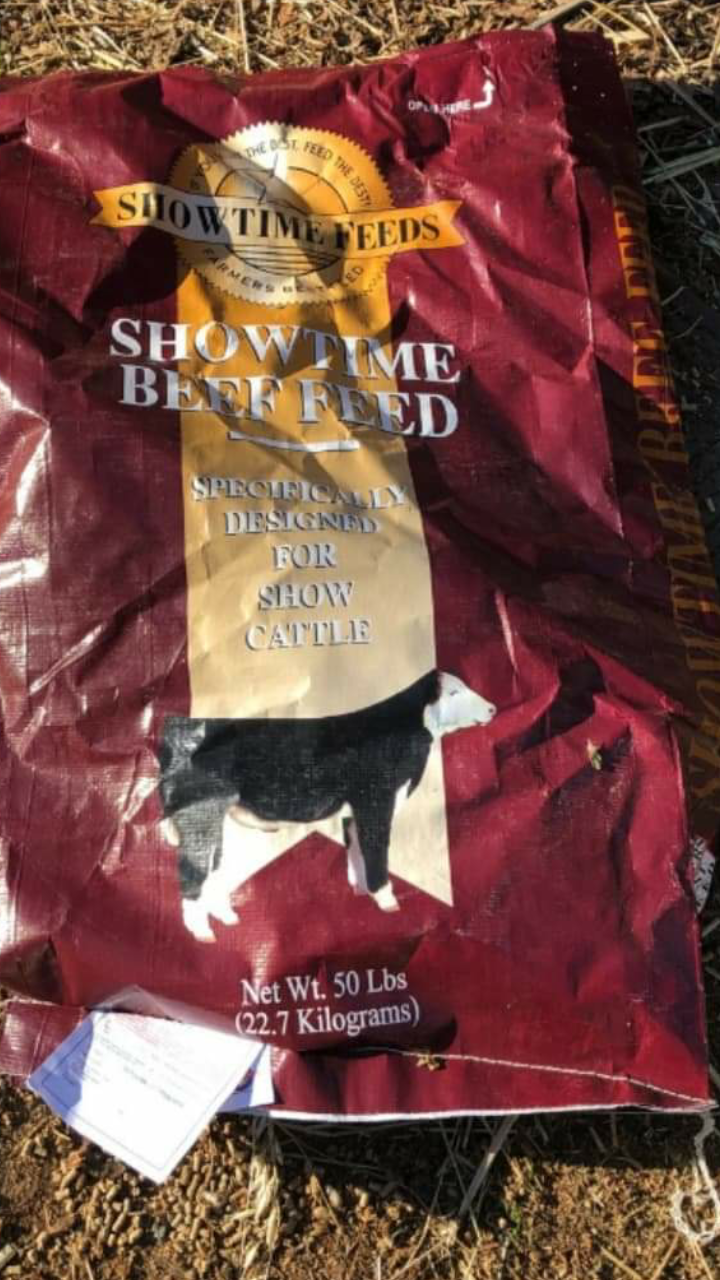 OPEN HERE
THE BEST, FEED THE BEST!
SHOWTIME FEEDS
FARMERS
SHOWTIME
BEEF FEED
SPECIFICALLY
DESIGNED
FOR
SHOW
CATTLE
Net Wt. 50 Lbs
(22.7 Kilograms)
SHOWTIME BEEF FEED